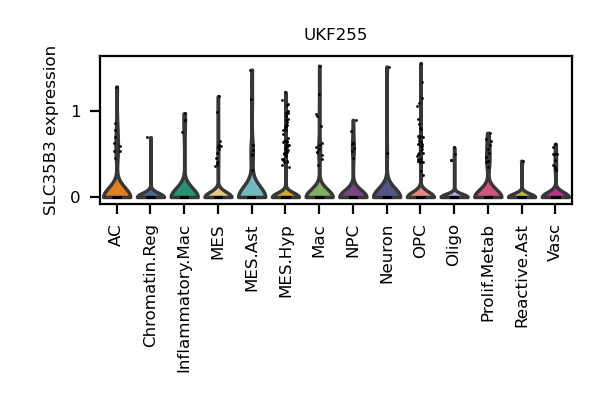 UKF255
SLC35B3 expression
1
0
AC
Chromatin.Reg
Inflammatory.Mac
MES
MES.Ast
MES.Hyp
Mac
NPC
Neuron
OPC
Oligo
Prolif.Metab
Reactive.Ast
Vasc